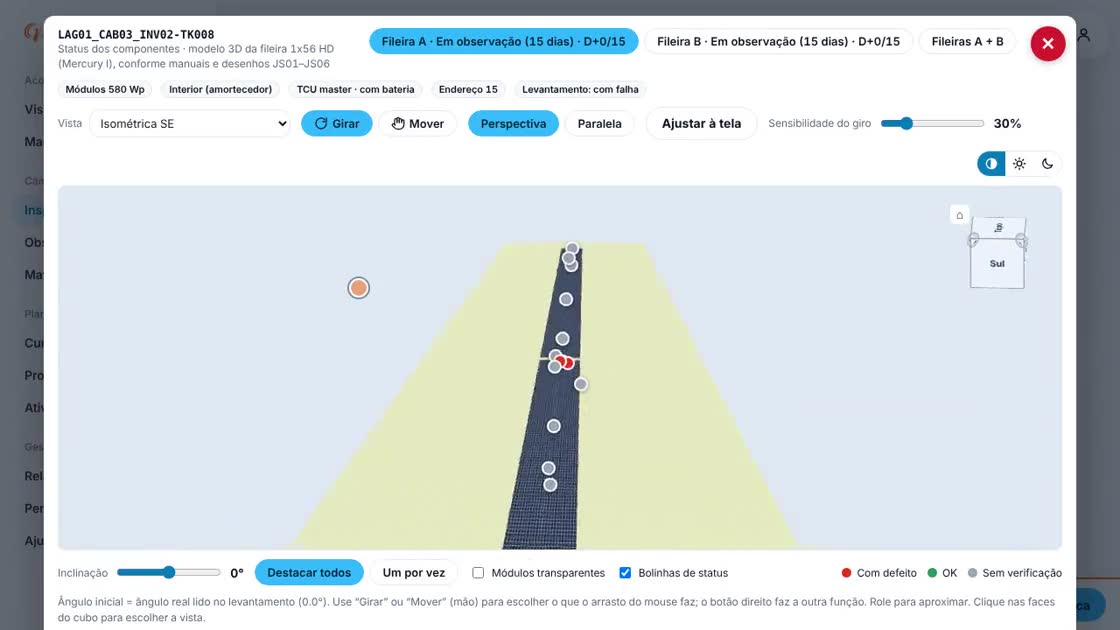 LAG01_CAB03_INV02-TK008
Status dos componentes · modelo 3D da fileira 1x56 HD
(Mercury I), conforme manuais e desenhos JS01–JS06
Fileira A · Em observação (15 dias) · D+0/15
Fileira B · Em observação (15 dias) · D+0/15
Fileiras A + B
Módulos 580 Wp
Interior (amortecedor)
TCU master · com bateria
Endereço 15
Levantamento: com falha
Vista
Isométrica SE
Girar
Mover
Perspectiva
Paralela
Ajustar à tela
Sensibilidade do giro
30%
Sul
Inclinação
0°
Destacar todos
Um por vez
Módulos transparentes
Bolinhas de status
Com defeito
OK
Sem verificação
Ângulo inicial = ângulo real lido no levantamento (0.0°). Use “Girar” ou “Mover” (mão) para escolher o que o arrasto do mouse faz; o botão direito faz a outra função. Role para aproximar. Clique nas faces
do cubo para escolher a vista.